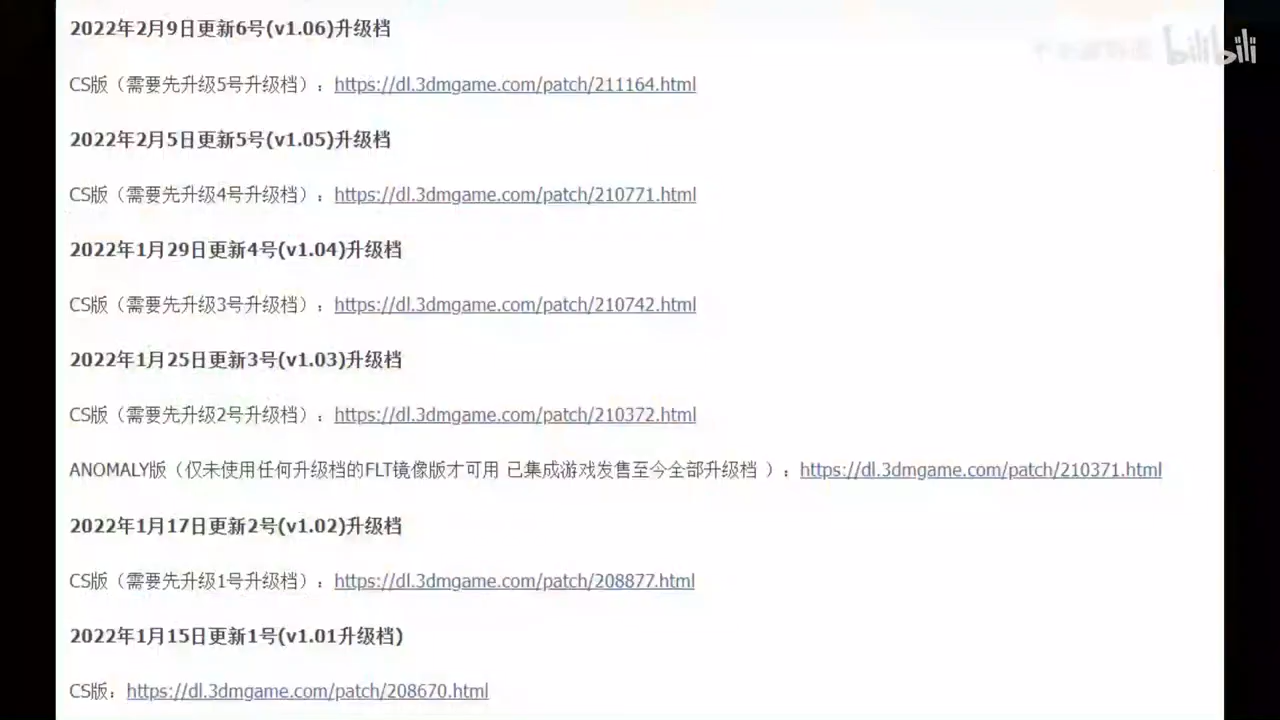 2022年2月9日更新6号(v1.06)升级档
bilibili
CS版（需要先升级5号升级档）：https://dl.3dmgame.com/patch/211164.html
2022年2月5日更新5号(v1.05)升级档
CS版（需要先升级4号升级档）：https://dl.3dmgame.com/patch/210771.html
2022年1月29日更新4号(v1.04)升级档
CS版（需要先升级3号升级档）：https://dl.3dmgame.com/patch/210742.html
2022年1月25日更新3号(v1.03)升级档
CS版（需要先升级2号升级档）：https://dl.3dmgame.com/patch/210372.html
ANOMALY版（仅未使用任何升级档的FLT镜像版才可用 已集成游戏发售至今全部升级档 ）：https://dl.3dmgame.com/patch/210371.html
2022年1月17日更新2号(v1.02)升级档
CS版（需要先升级1号升级档）：https://dl.3dmgame.com/patch/208877.html
2022年1月15日更新1号(v1.01升级档)
CS版：https://dl.3dmgame.com/patch/208670.html